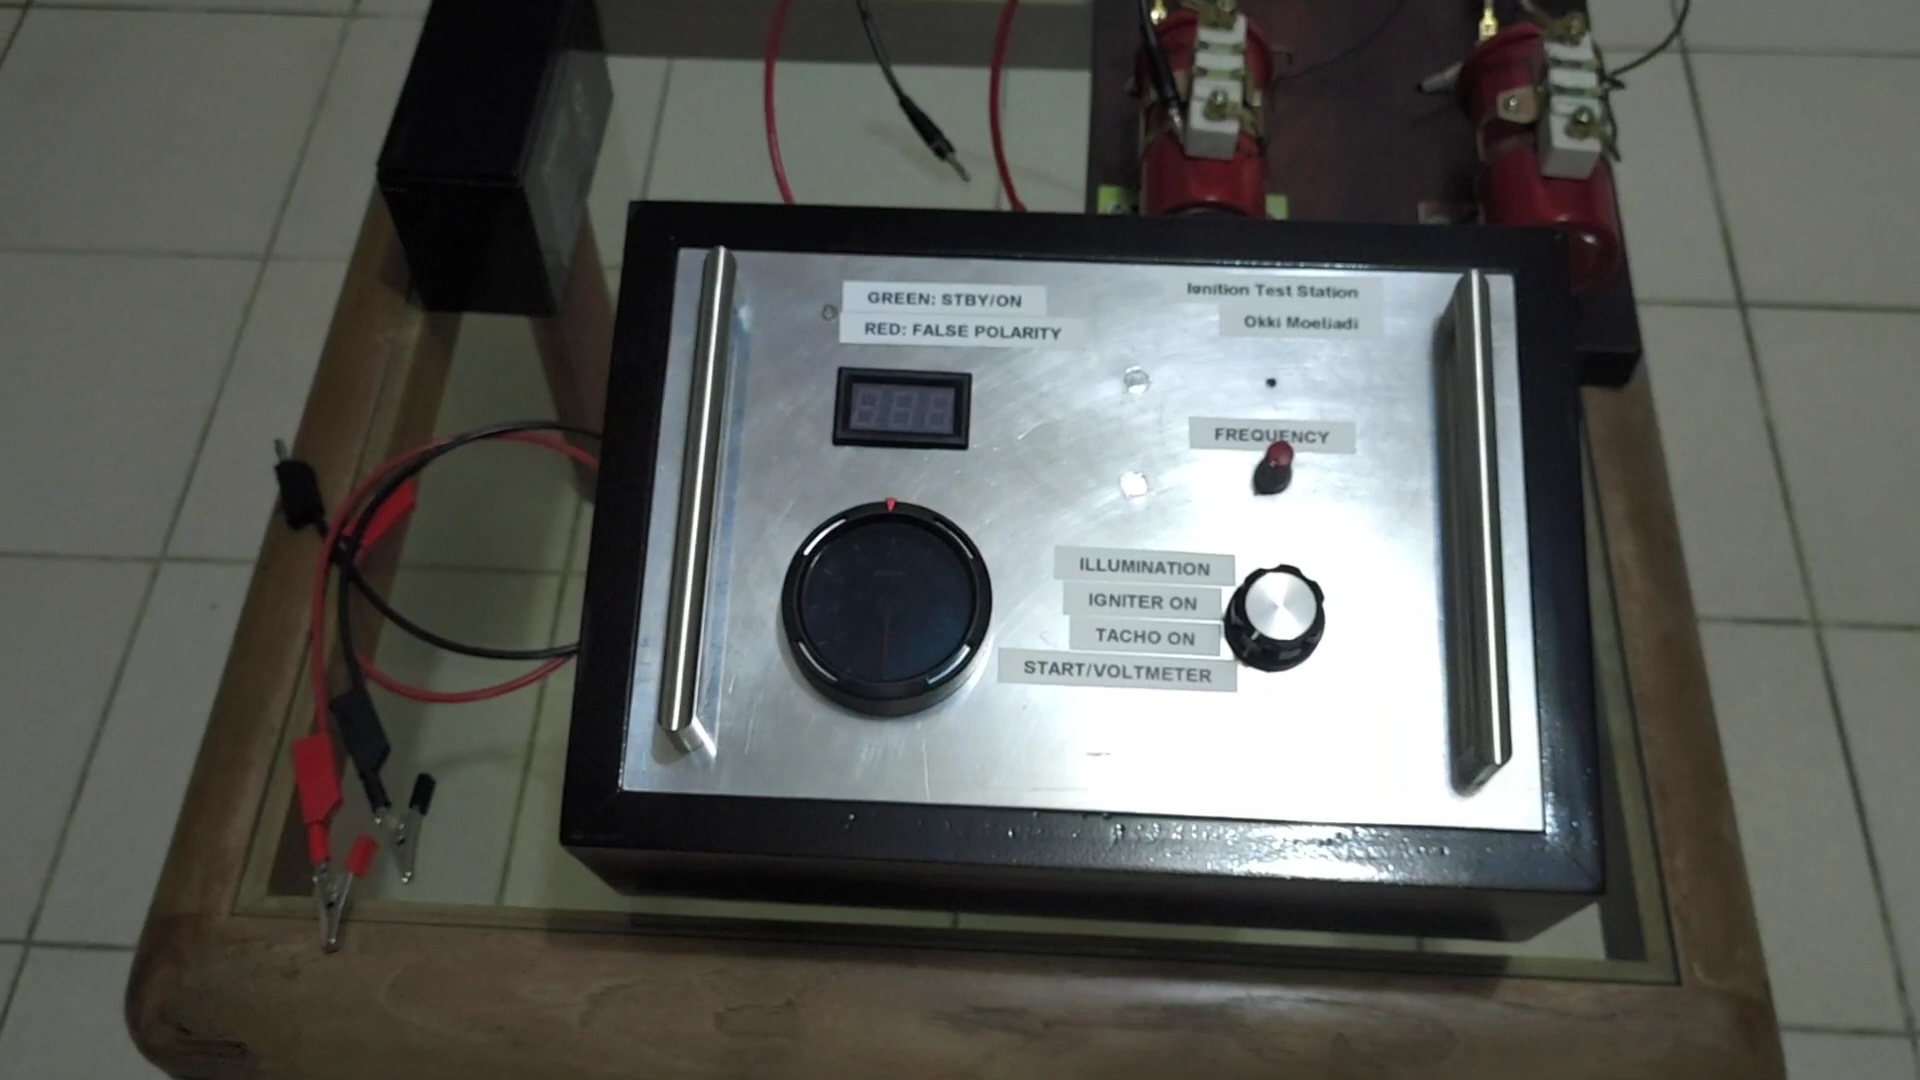 GREEN: STBY/ON
RED: FALSE POLARITY
Ignition Test Station
Okki Moeliadi
FREQUENCY
ILLUMINATION
IGNITER ON
TACHO ON
START/VOLTMETER